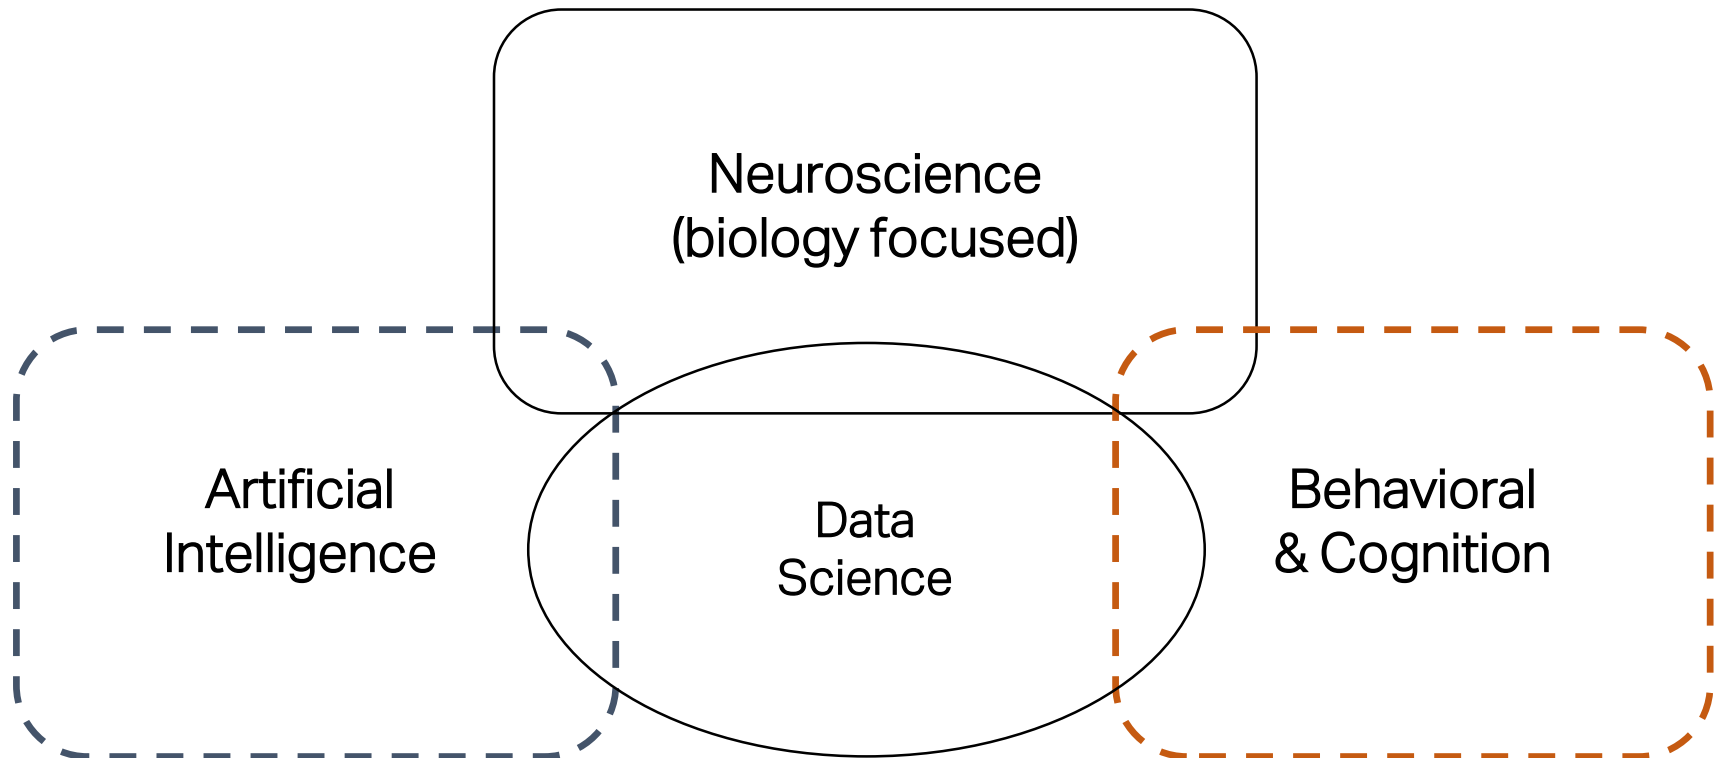 Neuroscience
(biology focused)
Artificial
Intelligence
Data
Science
Behavioral
& Cognition